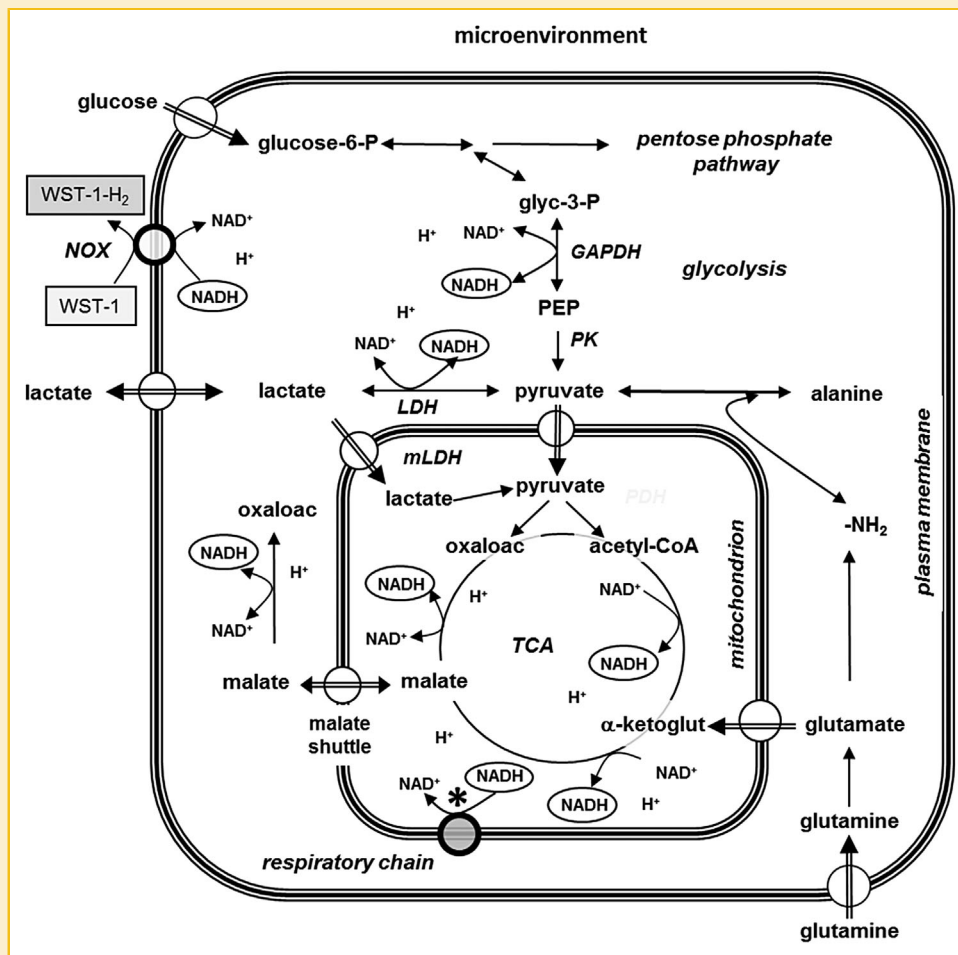 microenvironment
glucose
glucose-6-P
pentose phosphate
pathway
WST-1-H₂
NAD⁺
NOX
H⁺
WST-1
NADH
glyc-3-P
H⁺
NAD⁺
GAPDH
NADH
glycolysis
PEP
H⁺
PK
NAD⁺
NADH
lactate
lactate
LDH
pyruvate
alanine
plasma membrane
mLDH
lactate
pyruvate
PDH
-NH₂
oxaloac
NADH
H⁺
NAD⁺
oxaloac
acetyl-CoA
NADH
H⁺
NAD⁺
NAD⁺
TCA
NADH
mitochondrion
malate
malate
H⁺
malate
shuttle
H⁺
α-ketoglut
glutamate
NAD⁺
*
NADH
NADH
NAD⁺
H⁺
respiratory chain
glutamine
glutamine